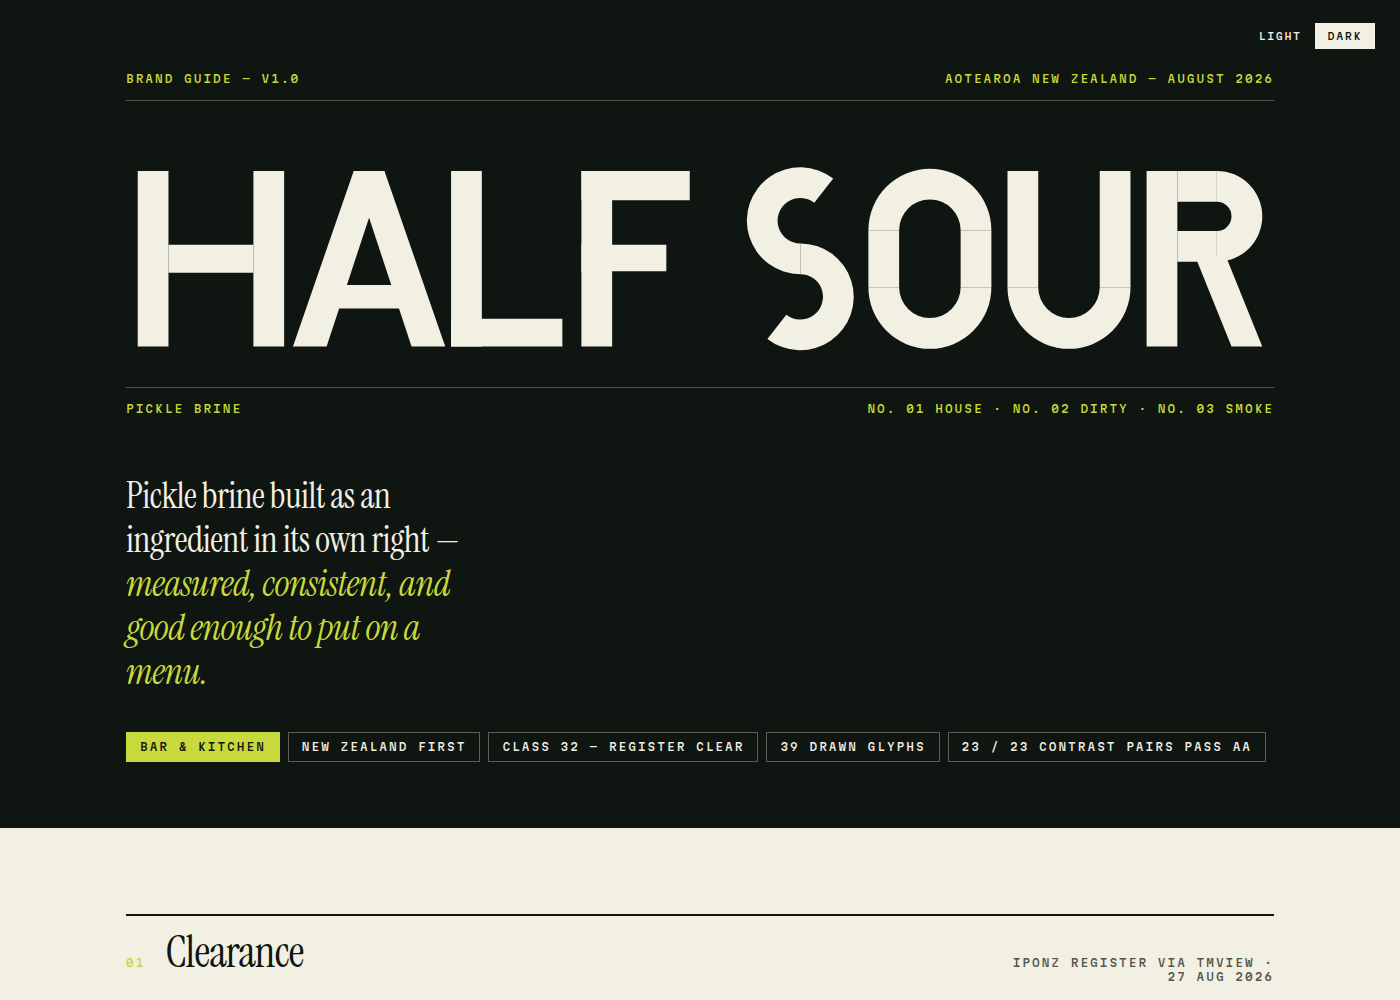 LIGHT DARK
BRAND GUIDE — V1.0
AOTEAROA NEW ZEALAND — AUGUST 2026
HALF SOUR
PICKLE BRINE
NO. 01 HOUSE · NO. 02 DIRTY · NO. 03 SMOKE
Pickle brine built as an
ingredient in its own right —
measured, consistent, and
good enough to put on a
menu.
BAR & KITCHEN
NEW ZEALAND FIRST
CLASS 32 — REGISTER CLEAR
39 DRAWN GLYPHS
23 / 23 CONTRAST PAIRS PASS AA
01 Clearance
IPONZ REGISTER VIA TMVIEW ·
27 AUG 2026